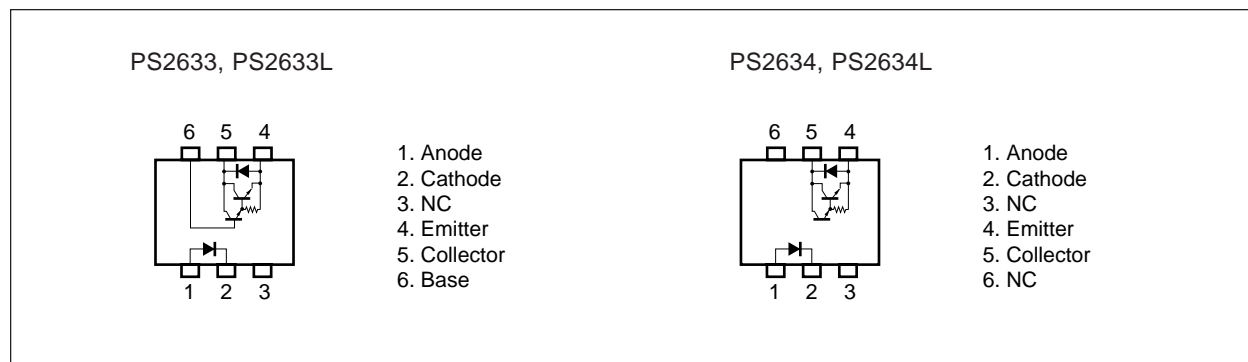 PS2633, PS2633L
6 5 4
1. Anode
2. Cathode
3. NC
4. Emitter
5. Collector
6. Base
1 2 3
PS2634, PS2634L
6 5 4
1. Anode
2. Cathode
3. NC
4. Emitter
5. Collector
6. NC
1 2 3